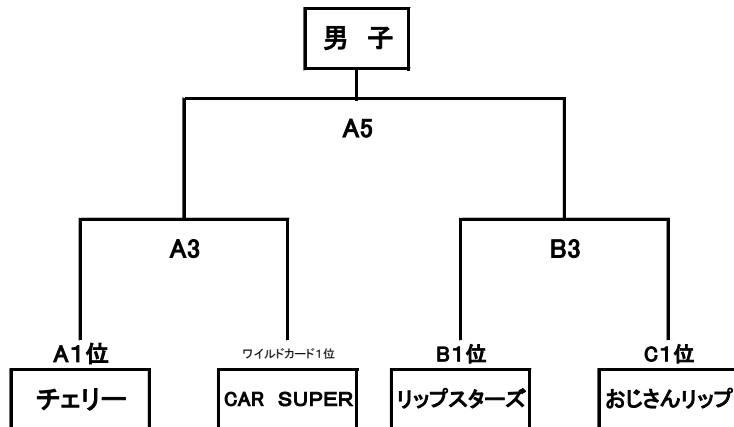 男 子
A5
A3
B3
A1位
ワイルドカード1位
B1位
C1位
チェリー
CAR SUPER
リップスターズ
おじさんリップ